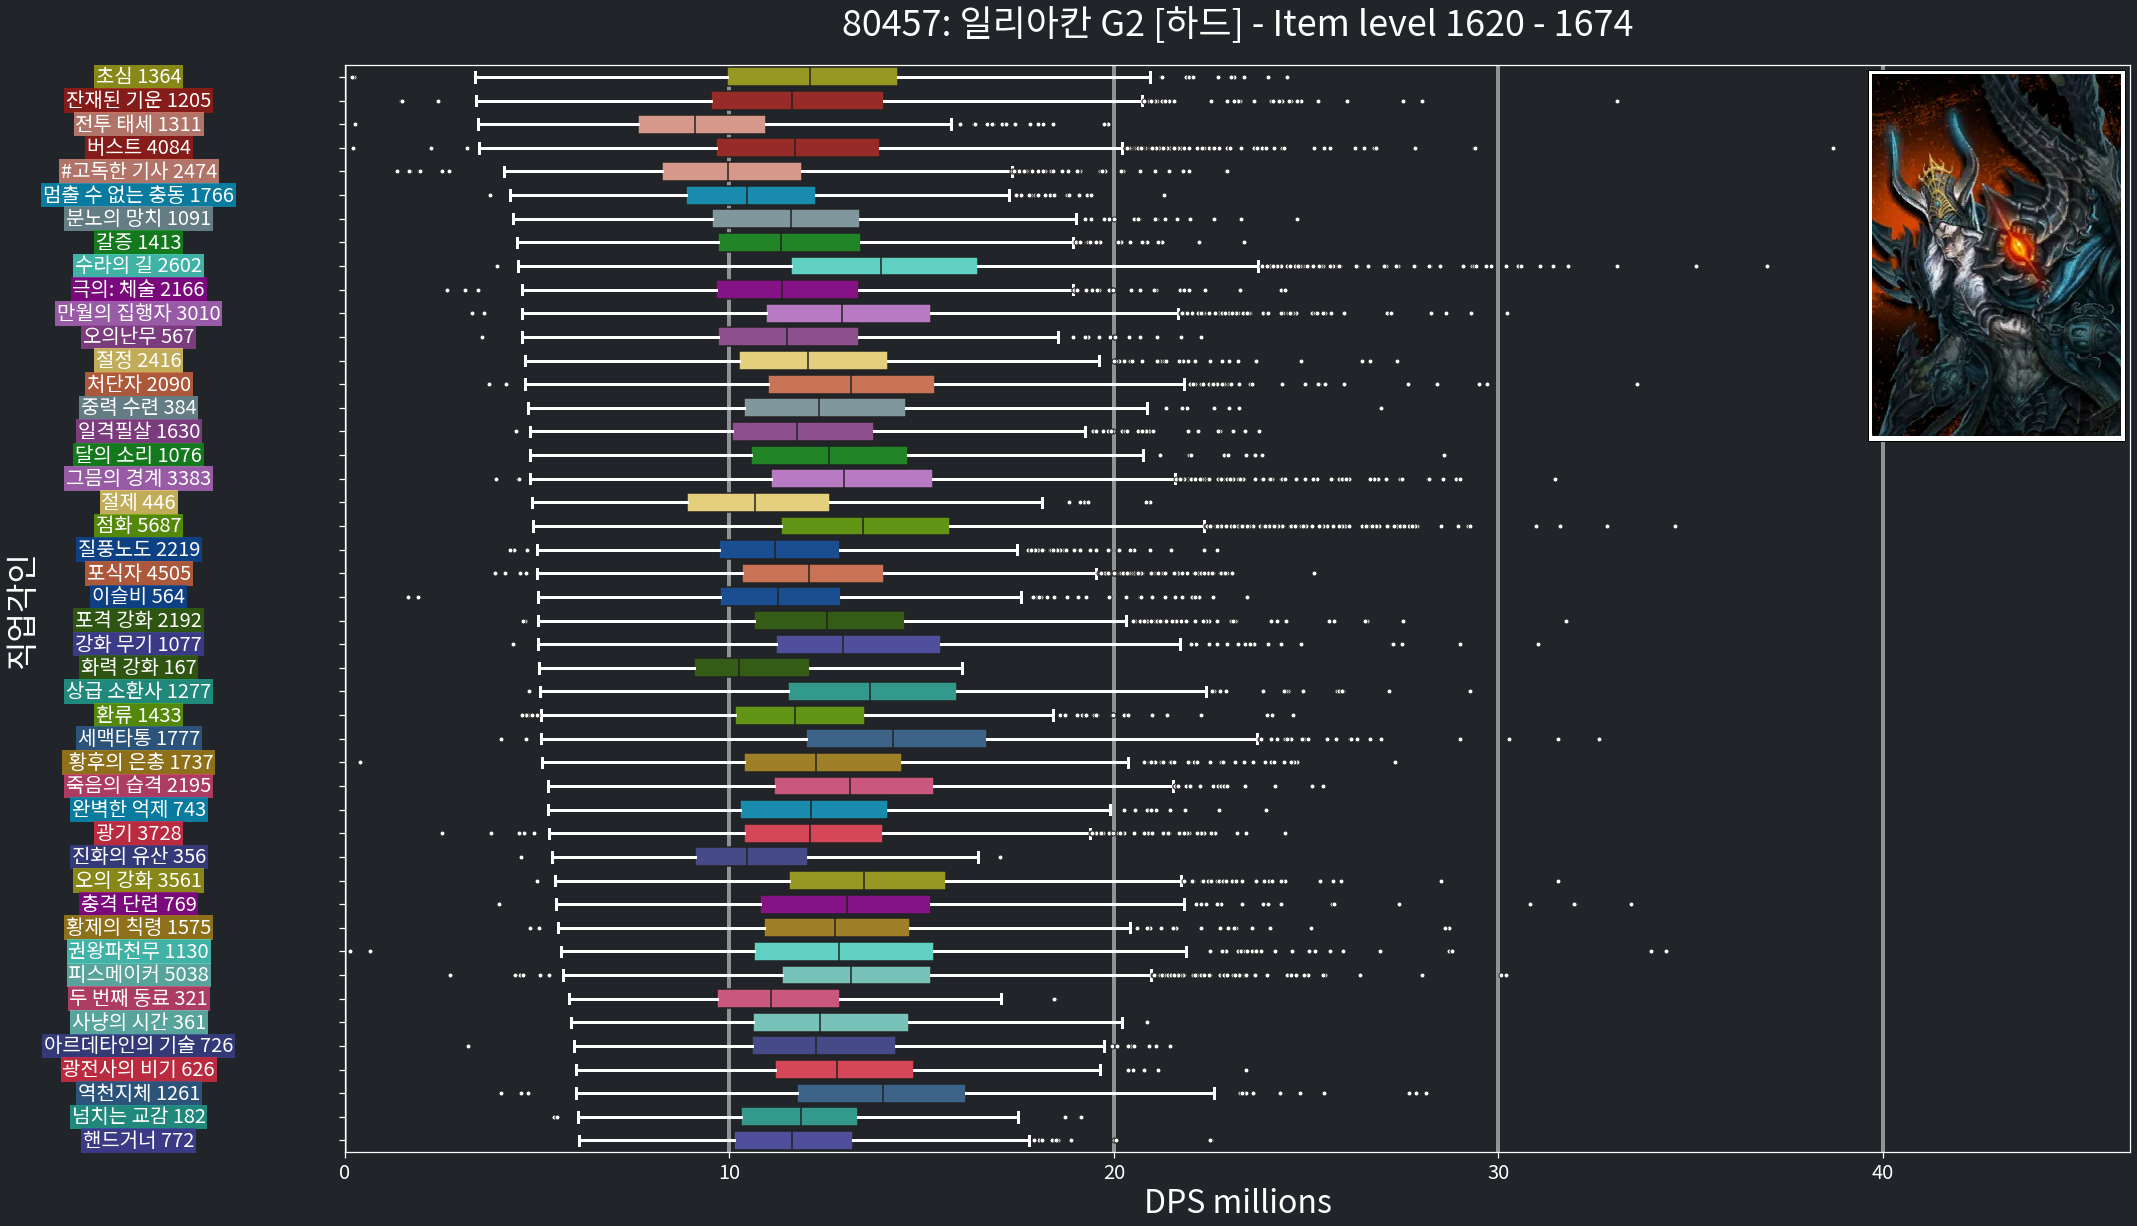 80457: 일리아칸 G2 [하드] - Item level 1620 - 1674
직업각인
초심 1364
잔재된 기운 1205
전투 태세 1311
버스트 4084
#고독한 기사 2474
멈출 수 없는 충동 1766
분노의 망치 1091
갈증 1413
수라의 길 2602
극의: 체술 2166
만월의 집행자 3010
오의난무 567
절정 2416
처단자 2090
중력 수련 384
일격필살 1630
달의 소리 1076
그믐의 경계 3383
절제 446
점화 5687
질풍노도 2219
포식자 4505
이슬비 564
포격 강화 2192
강화 무기 1077
화력 강화 167
상급 소환사 1277
환류 1433
세맥타통 1777
황후의 은총 1737
죽음의 습격 2195
완벽한 억제 743
광기 3728
진화의 유산 356
오의 강화 3561
충격 단련 769
황제의 칙령 1575
권왕파천무 1130
피스메이커 5038
두 번째 동료 321
사냥의 시간 361
아르데타인의 기술 726
광전사의 비기 626
역천지체 1261
넘치는 교감 182
핸드거너 772
0 10 20 30 40
DPS millions